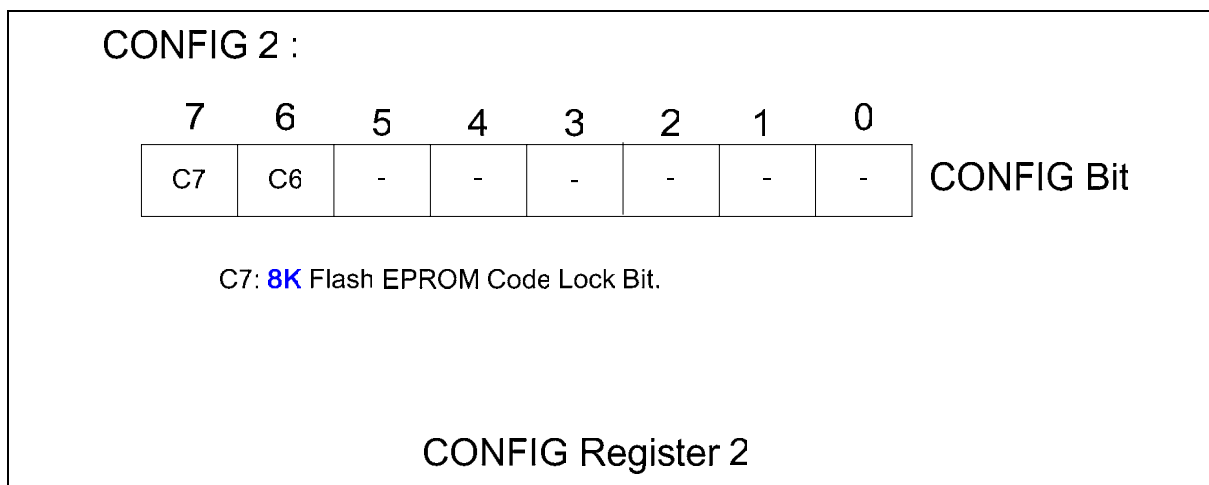 CONFIG 2 :
7 6 5 4 3 2 1 0
C7 C6 - - - - - - CONFIG Bit
C7: 8K Flash EPROM Code Lock Bit.
CONFIG Register 2